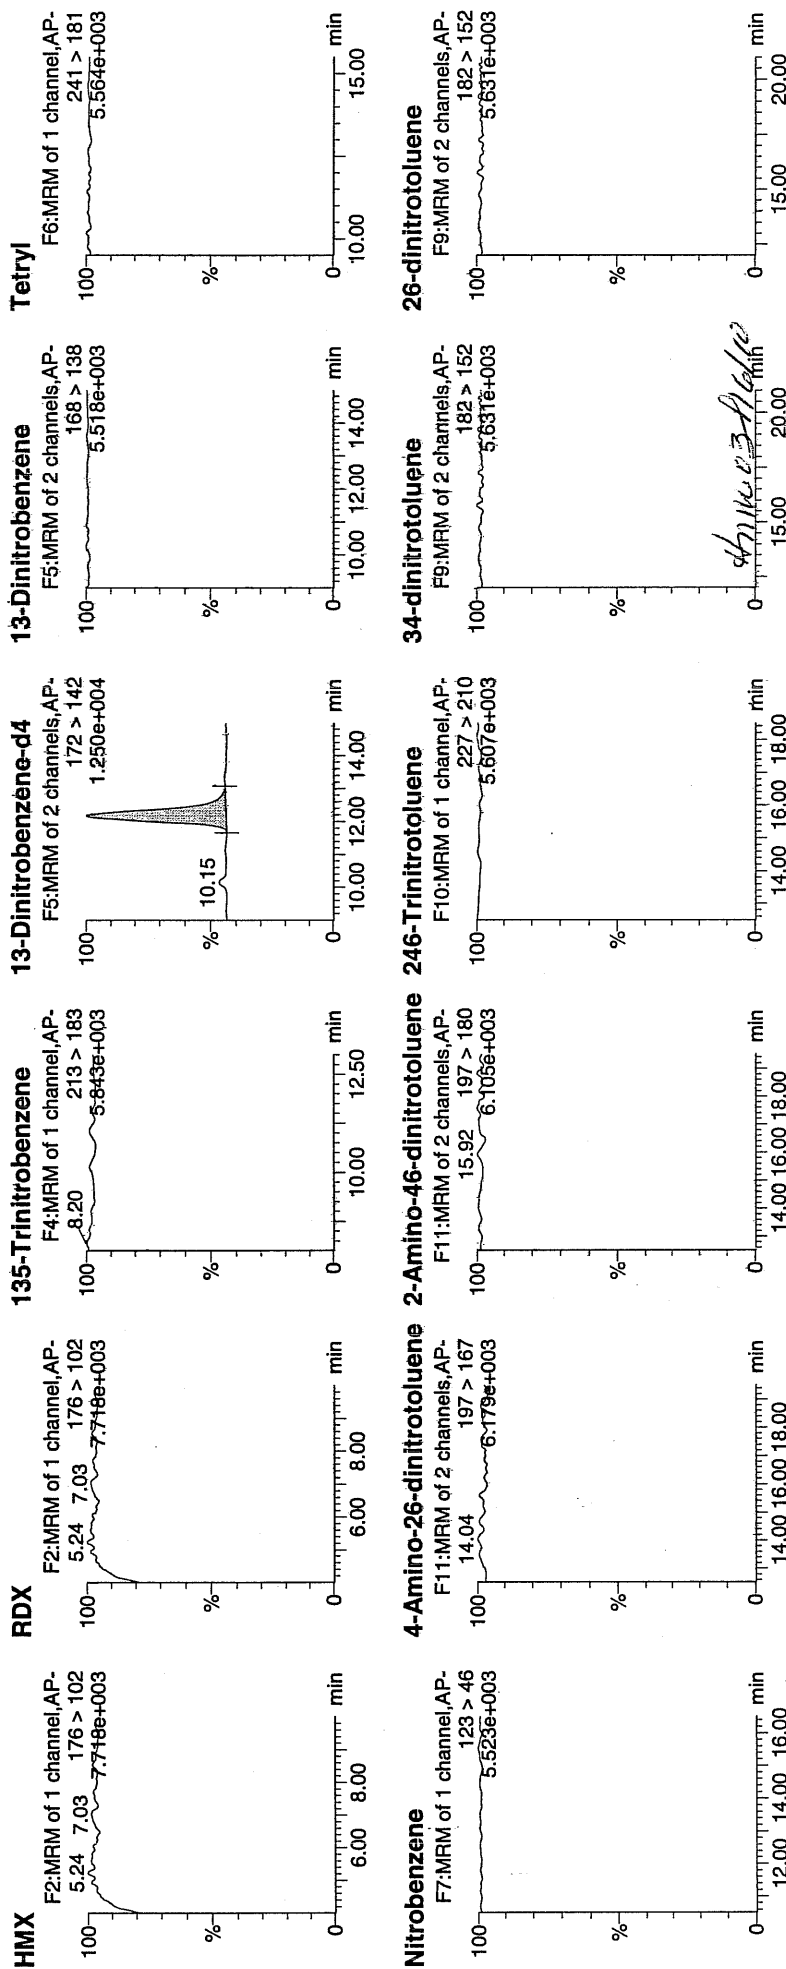 HMX
F2:MRM of 1 channel,AP-
176 > 102
7.718e+003
5.24
7.03
100
%
0
6.00
8.00
min
RDX
F2:MRM of 1 channel,AP-
176 > 102
7.718e+003
5.24
7.03
100
%
0
6.00
8.00
min
135-Trinitrobenzene
F4:MRM of 1 channel,AP-
213 > 183
5.843e+003
8.20
100
%
0
10.00
12.50
min
13-Dinitrobenzene-d4
F5:MRM of 2 channels,AP-
172 > 142
1.250e+004
10.15
100
%
0
10.00
12.00
14.00
min
13-Dinitrobenzene
F5:MRM of 2 channels,AP-
168 > 138
5.518e+003
100
%
0
10.00
12.00
14.00
min
Tetryl
F6:MRM of 1 channel,AP-
241 > 181
5.564e+003
100
%
0
10.00
15.00
min
Nitrobenzene
F7:MRM of 1 channel,AP-
123 > 46
5.523e+003
100
%
0
12.00
14.00
16.00
min
4-Amino-26-dinitrotoluene
F11:MRM of 2 channels,AP-
197 > 167
6.179e+003
14.04
100
%
0
14.00
16.00
18.00
min
2-Amino-46-dinitrotoluene
F11:MRM of 2 channels,AP-
197 > 180
6.105e+003
15.92
100
%
0
14.00
16.00
18.00
min
246-Trinitrotoluene
F10:MRM of 1 channel,AP-
227 > 210
5.607e+003
100
%
0
14.00
16.00
18.00
min
34-dinitrotoluene
F9:MRM of 2 channels,AP-
182 > 152
5.631e+003
100
%
0
15.00
20.00
min
26-dinitrotoluene
F9:MRM of 2 channels,AP-
182 > 152
5.631e+003
100
%
0
15.00
20.00
min